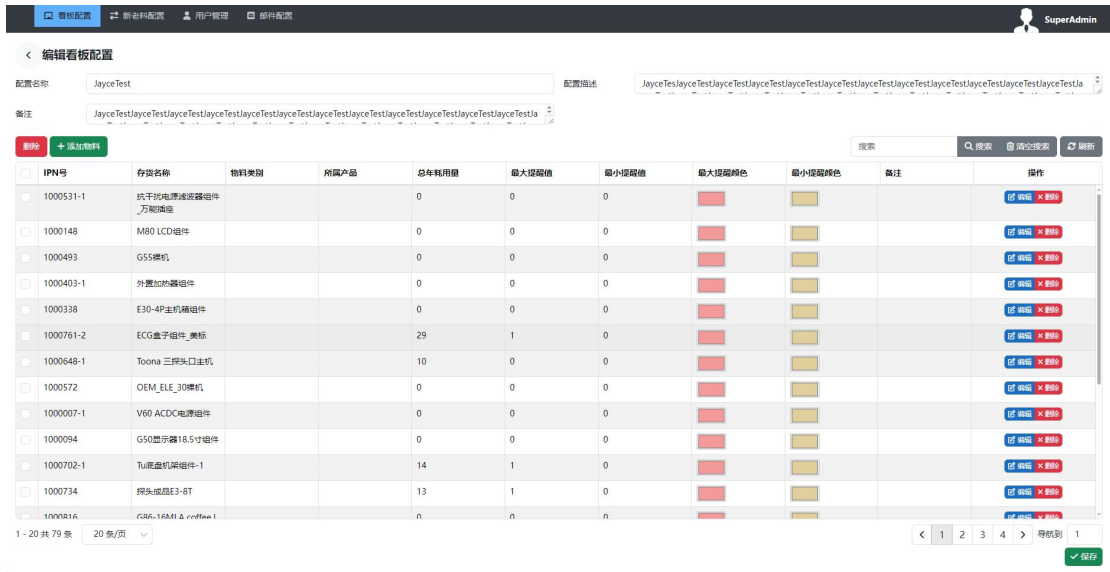 看板配置 新老料配置 用户管理 部件配置 SuperAdmin
编辑看板配置
配置名称 JayceTest 配置描述 JayceTesJayceTestJayceTestJayceTestJayceTestJayceTestJayceTestJayceTestJayceTestJayceTestJayceTestJayceTestJa
备注 JayceTestJayceTestJayceTestJayceTestJayceTestJayceTestJayceTestJayceTestJayceTestJayceTestJayceTestJa
删除 添加物料 搜索 搜索 清空搜索 刷新
IPN号 存货名称 物料类别 所属产品 总年耗用量 最大提醒值 最小提醒值 最大提醒颜色 最小提醒颜色 备注 操作
1000531-1 抗干扰电源滤波器组件_万能插座 0 0 0 编辑 删除
1000148 M80 LCD组件 0 0 0 编辑 删除
1000493 G55裸机 0 0 0 编辑 删除
1000403-1 外置加热器组件 0 0 0 编辑 删除
1000338 E30-4P主机箱组件 0 0 0 编辑 删除
1000761-2 ECG盒子组件_美标 29 1 0 编辑 删除
1000648-1 Toona 三探头口主机 10 0 0 编辑 删除
1000572 OEM_ELE_30裸机 0 0 0 编辑 删除
1000007-1 V60 ACDC电源组件 0 0 0 编辑 删除
1000094 G50显示器18.5寸组件 0 0 0 编辑 删除
1000702-1 Tu底盘机架组件-1 14 1 0 编辑 删除
1000734 探头成品E3-8T 13 1 0 编辑 删除
1000816 G86-16MLA coffee L 0 0 0 编辑 删除
1 - 20 共 79 条 20 条/页 1 2 3 4 导航到 1
保存